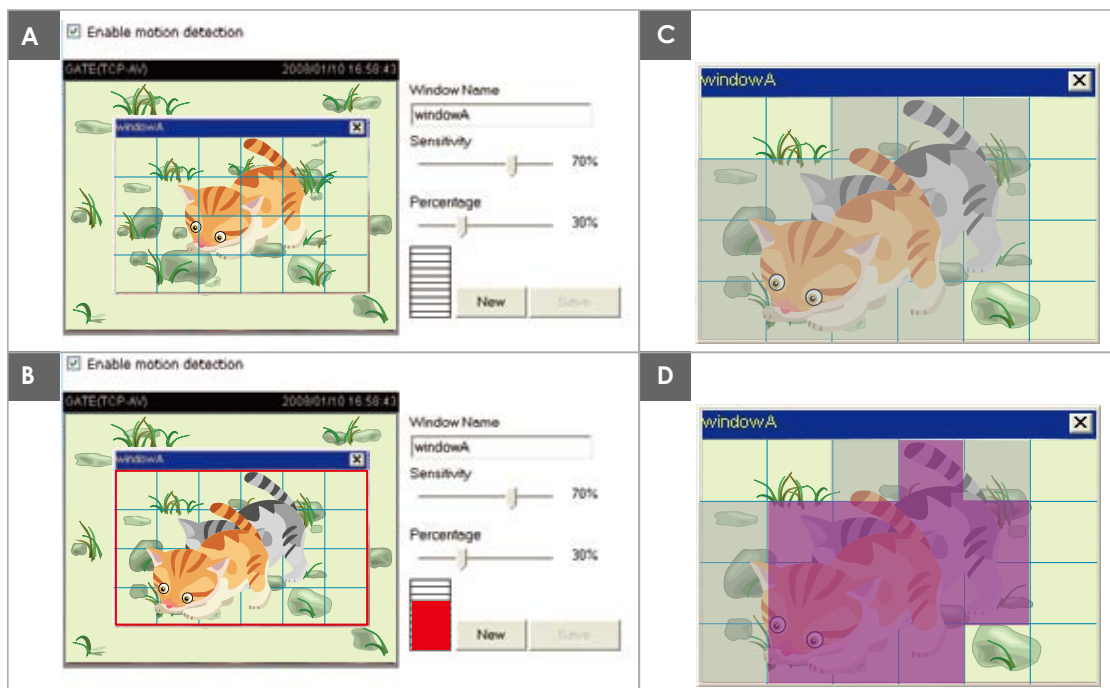 A
Enable motion detection
GATE(TCP-AV) 2008/01/10 16:58:43
windowA
Window Name
windowA
Sensitivity
70%
Percentage
30%
New Save
C
windowA
B
Enable motion detection
GATE(TCP-AV) 2008/01/10 16:58:43
windowA
Window Name
windowA
Sensitivity
70%
Percentage
30%
New Save
D
windowA